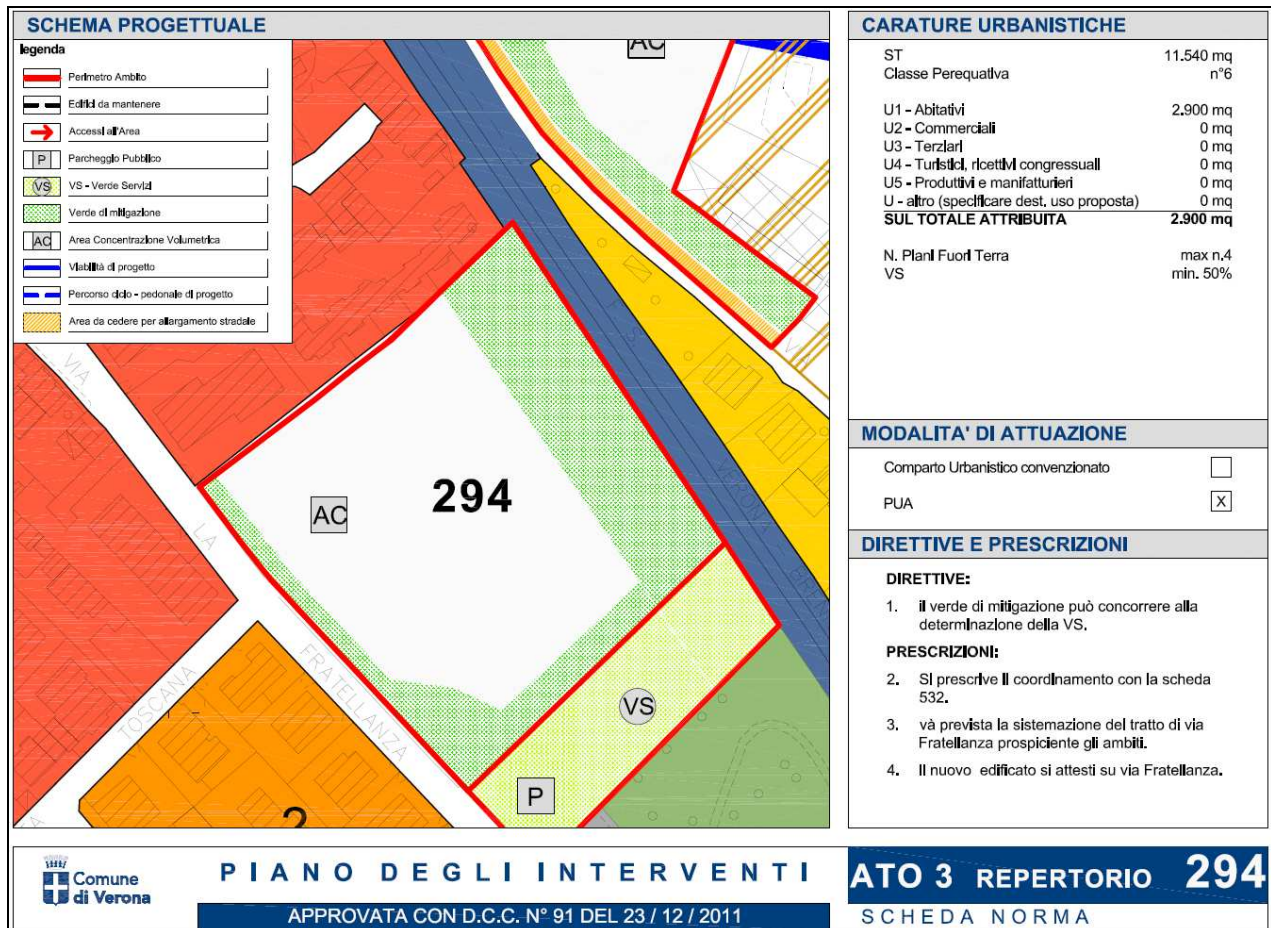 SCHEMA PROGETTUALE
legenda
Perimetro Ambito
Edifici da mantenere
Accessi all'Area
P Parcheggio Pubblico
VS VS - Verde Servizi
Verde di mitigazione
AC Area Concentrazione Volumetrica
Viabilità di progetto
Percorso ciclo - pedonale di progetto
Area da cedere per allargamento stradale
AC
VIA
VIA
LA
AC
294
VERONA
FRATELLANZA
TOSCANA
VS
P
2
CARATURE URBANISTICHE
ST 11.540 mq
Classe Perequativa n°6
U1 - Abitativi 2.900 mq
U2 - Commerciali 0 mq
U3 - Terziari 0 mq
U4 - Turistici, ricettivi congressuali 0 mq
U5 - Produttivi e manifatturieri 0 mq
U - altro (specificare dest. uso proposta) 0 mq
SUL TOTALE ATTRIBUITA 2.900 mq
N. Piani Fuori Terra max n.4
VS min. 50%
MODALITA' DI ATTUAZIONE
Comparto Urbanistico convenzionato
PUA X
DIRETTIVE E PRESCRIZIONI
DIRETTIVE:
1. il verde di mitigazione può concorrere alla
determinazione della VS.
PRESCRIZIONI:
2. Si prescrive il coordinamento con la scheda
532.
3. và prevista la sistemazione del tratto di via
Fratellanza prospiciente gli ambiti.
4. Il nuovo edificato si attesti su via Fratellanza.
Comune
di Verona
PIANO DEGLI INTERVENTI
APPROVATA CON D.C.C. N° 91 DEL 23 / 12 / 2011
ATO 3 REPERTORIO 294
SCHEDA NORMA